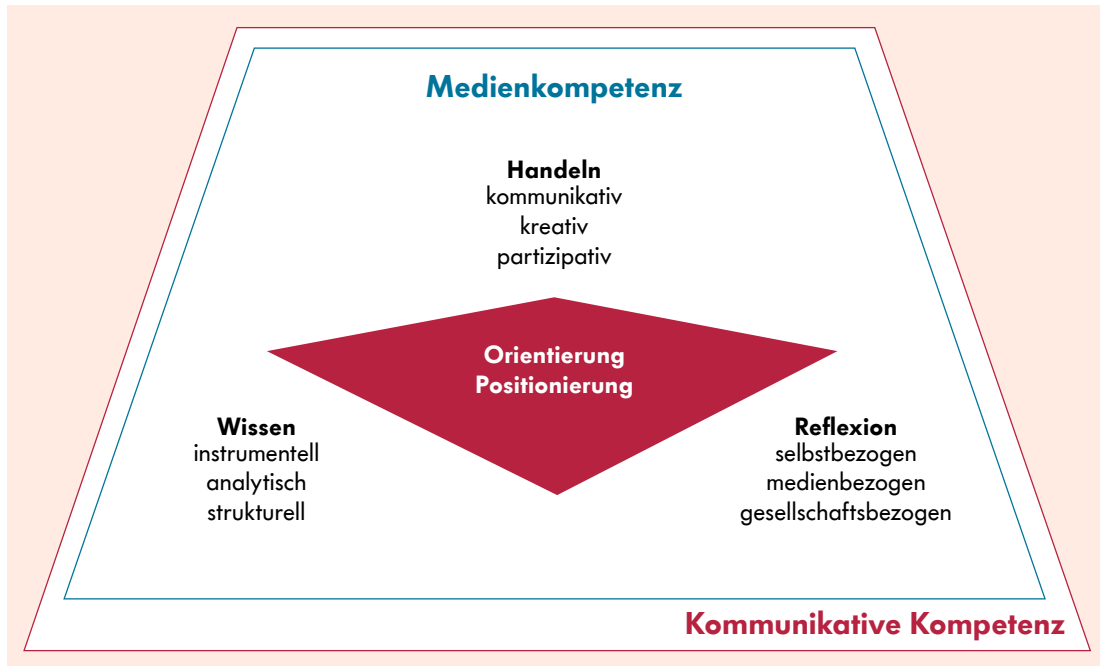 Medienkompetenz
Handeln
kommunikativ
kreativ
partizipativ
Orientierung
Positionierung
Wissen
instrumentell
analytisch
strukturell
Reflexion
selbstbezogen
medienbezogen
gesellschaftsbezogen
Kommunikative Kompetenz